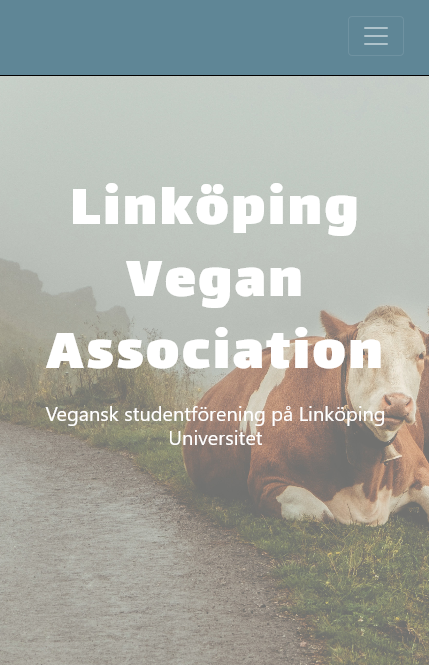 Linköping
Vegan
Association
Vegansk studentförening på Linköping
Universitet